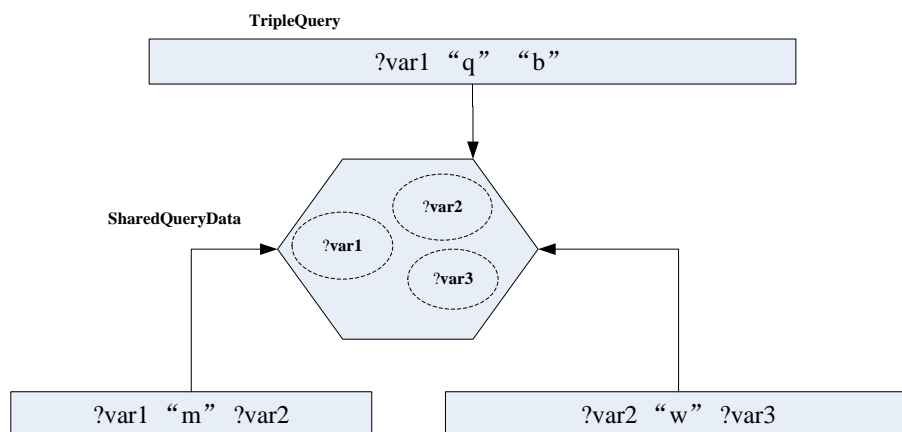 TripleQuery
?var1 “q” “b”
?var2
SharedQueryData
?var1
?var3
?var1 “m” ?var2
?var2 “w” ?var3